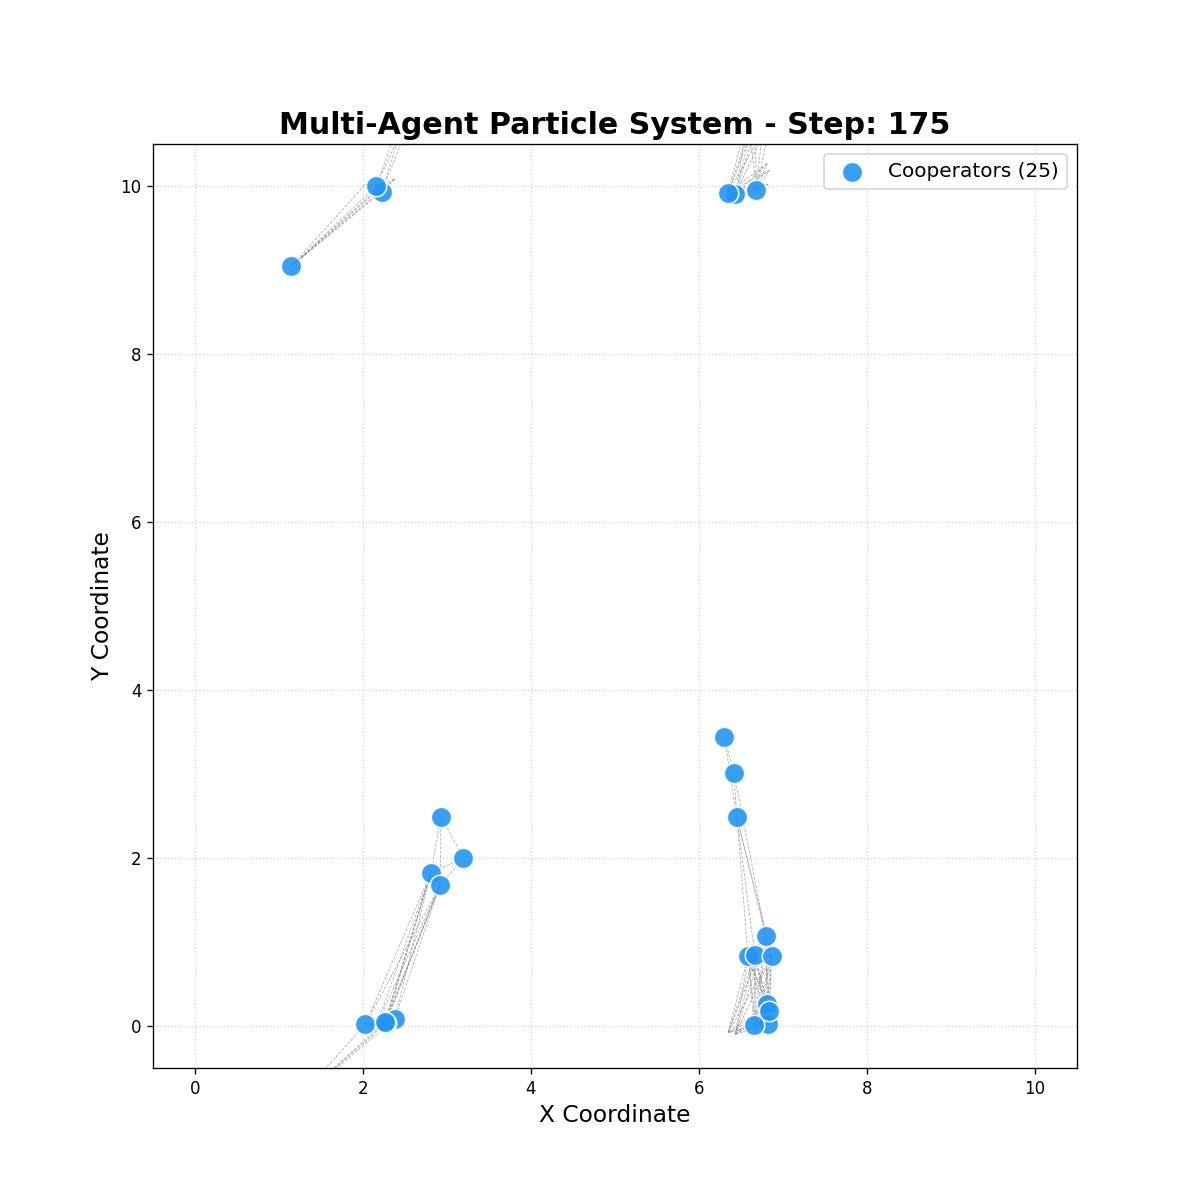 Multi-Agent Particle System - Step: 175
Cooperators (25)
10
8
6
4
2
0
Y Coordinate
0 2 4 6 8 10
X Coordinate